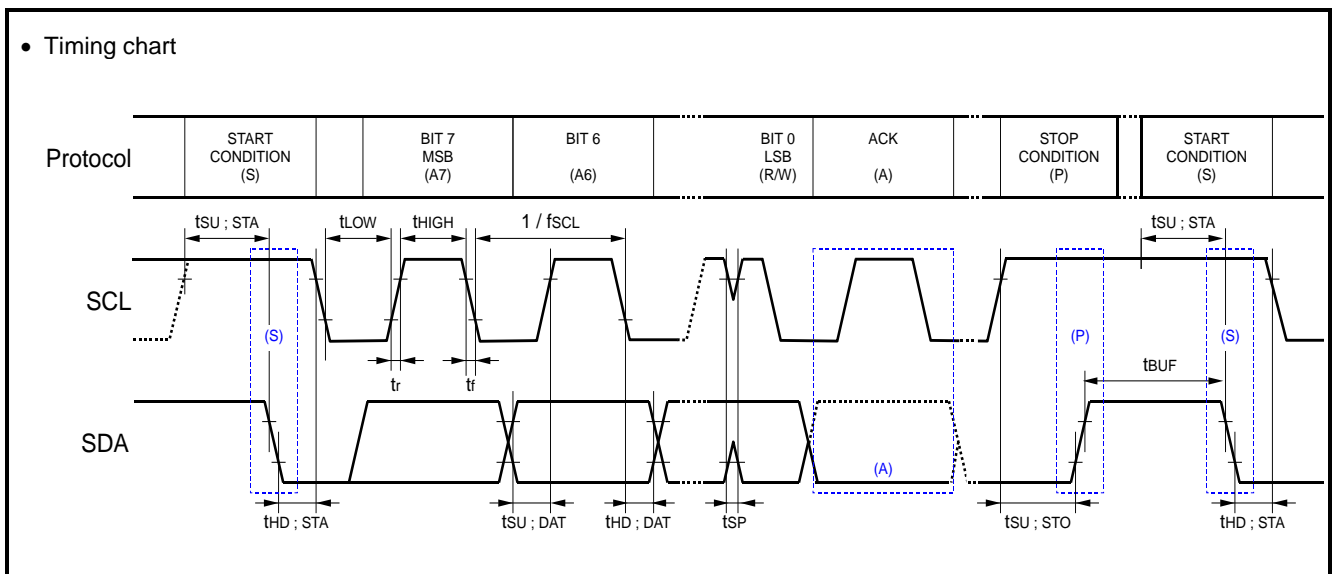 • Timing chart
Protocol
START
CONDITION
(S)
BIT 7
MSB
(A7)
BIT 6
(A6)
BIT 0
LSB
(R/W)
ACK
(A)
STOP
CONDITION
(P)
START
CONDITION
(S)
tSU ; STA
tLOW
tHIGH
1 / fSCL
tSU ; STA
SCL
(S)
(P)
(S)
tr
tf
tBUF
SDA
(A)
tHD ; STA
tSU ; DAT
tHD ; DAT
tSP
tSU ; STO
tHD ; STA